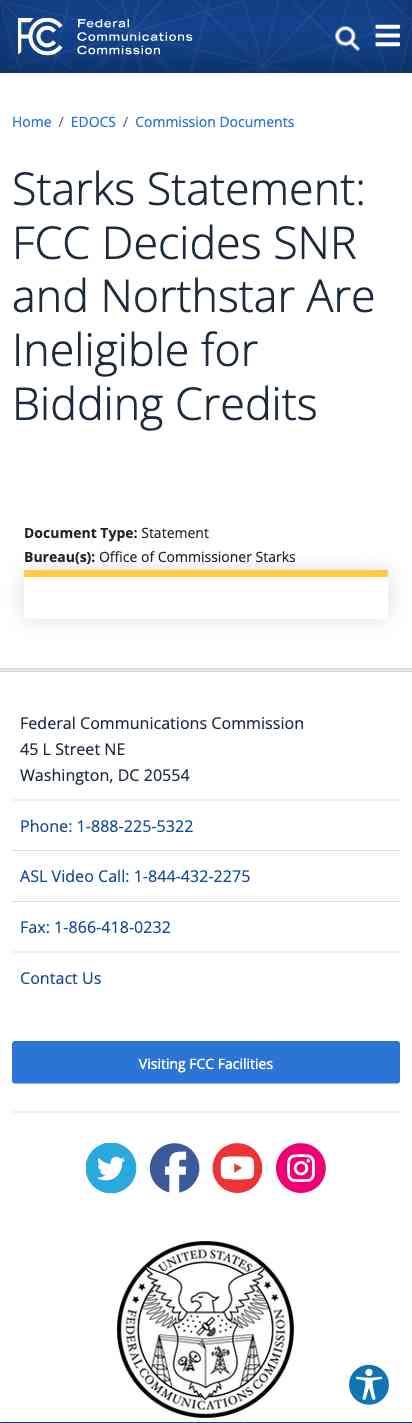 Federal
Communications
Commission
Home / EDOCS / Commission Documents
Starks Statement:
FCC Decides SNR
and Northstar Are
Ineligible for
Bidding Credits
Document Type: Statement
Bureau(s): Office of Commissioner Starks
Federal Communications Commission
45 L Street NE
Washington, DC 20554
Phone: 1-888-225-5322
ASL Video Call: 1-844-432-2275
Fax: 1-866-418-0232
Contact Us
Visiting FCC Facilities
UNITED STATES
FEDERAL COMMUNICATIONS COMMISSION